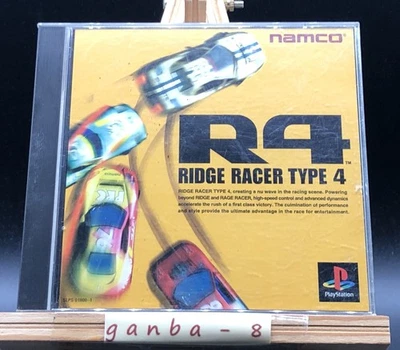 namco
R4™
RIDGE RACER TYPE 4
RIDGE RACER TYPE 4, creating a nu wave in the racing scene. Powering
beyond RIDGE and RAGE RACER, high-speed control and advanced dynamics
accelerate the rush of a first class victory. The culmination of performance
and style provide the ultimate advantage in the race for entertainment.
PlayStation
ganba-8